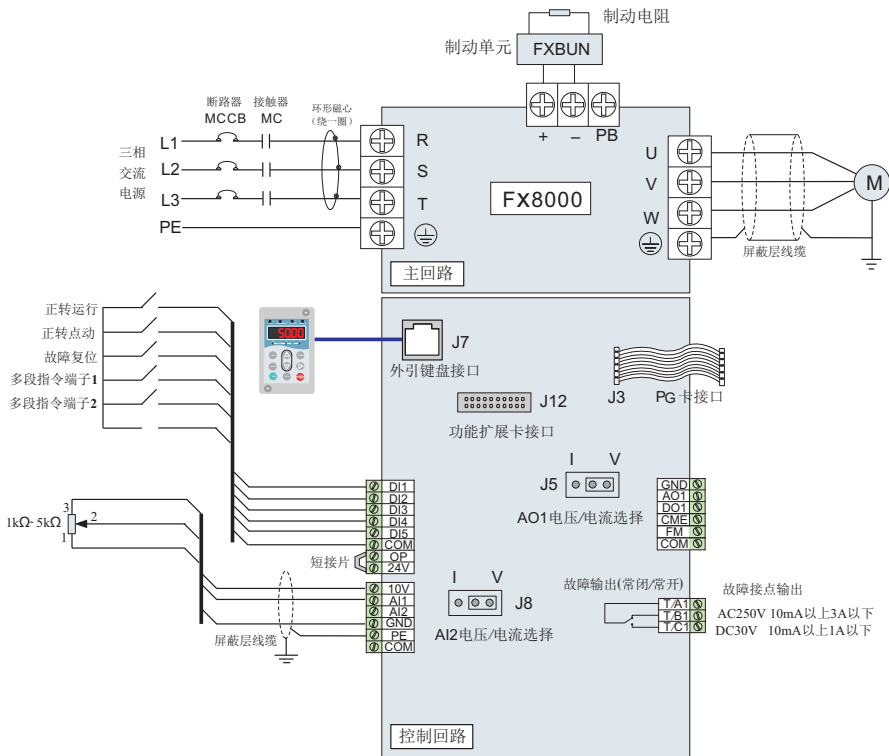 制动电阻
制动单元
FXBUN
断路器
MCCB
接触器
MC
环形磁心
(绕一圈)
+
−
PB
三相
交流
电源
L1
L2
L3
PE
R
S
T
FX8000
U
V
W
M
屏蔽层线缆
主回路
正转运行
正转点动
故障复位
多段指令端子1
多段指令端子2
50.00
J7
外引键盘接口
J12
功能扩展卡接口
J3
PG卡接口
I V
J5
AO1电压/电流选择
DI1
DI2
DI3
DI4
DI5
COM
OP
24V
短接片
GND
AO1
DO1
CME
FM
COM
1kΩ~5kΩ
3
2
1
10V
AI1
AI2
GND
PE
COM
屏蔽层线缆
I V
J8
AI2电压/电流选择
故障输出(常闭/常开)
T/A1
T/B1
T/C1
故障接点输出
AC250V 10mA以上3A以下
DC30V 10mA以上1A以下
控制回路